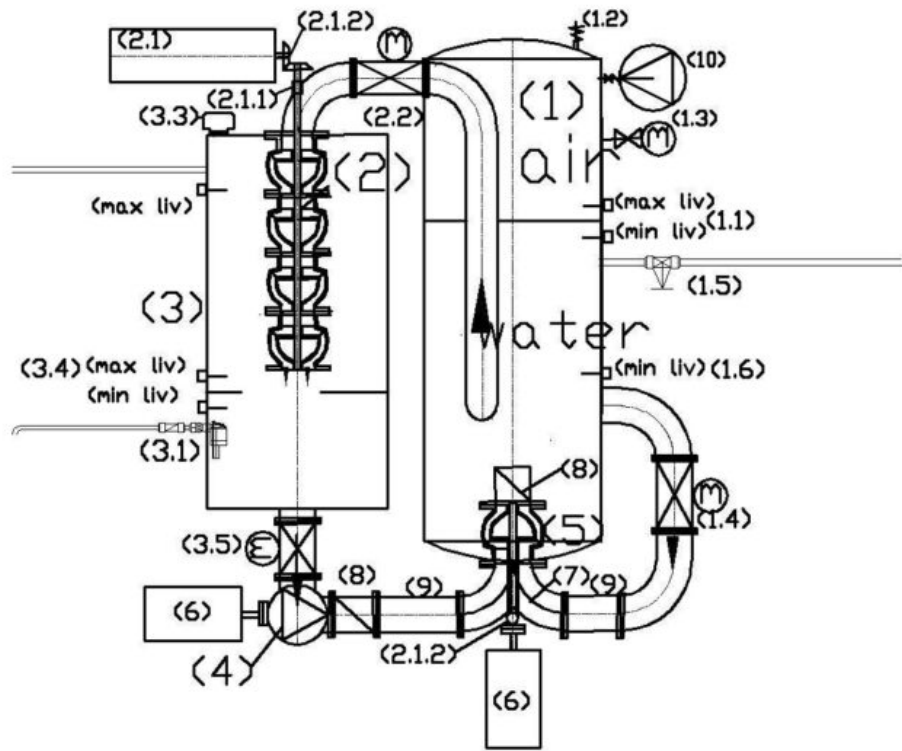 (2.1)
(2.1.2)
M
(1.2)
(10)
(2.1.1)
(2.2)
(1)
(1.3)
M
(3.3)
air
(2)
(max liv)
(max liv)
(1.1)
(min liv)
(1.5)
(3)
water
(3.4) (max liv)
(min liv) (1.6)
(min liv)
(3.1)
(8)
M
(1.4)
(5)
(3.5) M
(8)
(9)
(7)
(9)
(6)
(2.1.2)
(4)
(6)